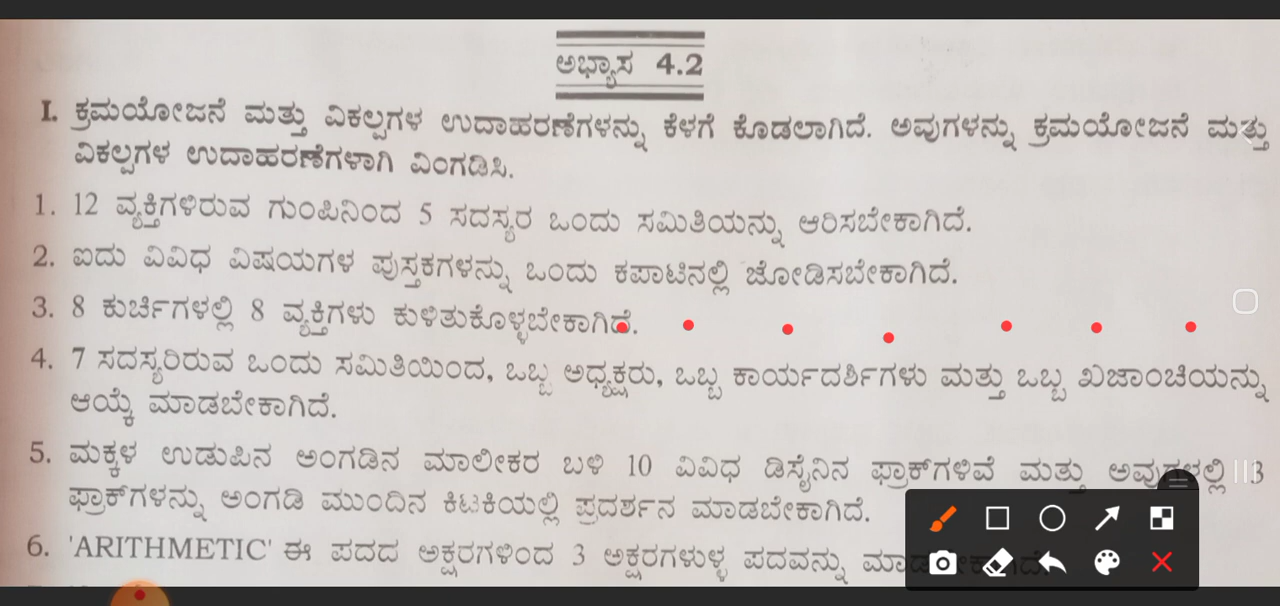 ಅಭ್ಯಾಸ 4.2
I. ಕ್ರಮಯೋಜನೆ ಮತ್ತು ವಿಕಲ್ಪಗಳ ಉದಾಹರಣೆಗಳನ್ನು ಕೆಳಗೆ ಕೊಡಲಾಗಿದೆ. ಅವುಗಳನ್ನು ಕ್ರಮಯೋಜನೆ ಮತ್ತು
ವಿಕಲ್ಪಗಳ ಉದಾಹರಣೆಗಳಾಗಿ ವಿಂಗಡಿಸಿ.
1. 12 ವ್ಯಕ್ತಿಗಳಿರುವ ಗುಂಪಿನಿಂದ 5 ಸದಸ್ಯರ ಒಂದು ಸಮಿತಿಯನ್ನು ಆರಿಸಬೇಕಾಗಿದೆ.
2. ಐದು ವಿವಿಧ ವಿಷಯಗಳ ಪುಸ್ತಕಗಳನ್ನು ಒಂದು ಕಪಾಟಿನಲ್ಲಿ ಜೋಡಿಸಬೇಕಾಗಿದೆ.
3. 8 ಕುರ್ಚಿಗಳಲ್ಲಿ 8 ವ್ಯಕ್ತಿಗಳು ಕುಳಿತುಕೊಳ್ಳಬೇಕಾಗಿದೆ.
4. 7 ಸದಸ್ಯರಿರುವ ಒಂದು ಸಮಿತಿಯಿಂದ, ಒಬ್ಬ ಅಧ್ಯಕ್ಷರು, ಒಬ್ಬ ಕಾರ್ಯದರ್ಶಿಗಳು ಮತ್ತು ಒಬ್ಬ ಖಜಾಂಚಿಯನ್ನು
ಆಯ್ಕೆ ಮಾಡಬೇಕಾಗಿದೆ.
5. ಮಕ್ಕಳ ಉಡುಪಿನ ಅಂಗಡಿನ ಮಾಲೀಕರ ಬಳಿ 10 ವಿವಿಧ ಡಿಸೈನಿನ ಫ್ರಾಕ್‌ಗಳಿವೆ ಮತ್ತು ಅವುಗಳಲ್ಲಿ 3
ಫ್ರಾಕ್‌ಗಳನ್ನು ಅಂಗಡಿ ಮುಂದಿನ ಕಿಟಕಿಯಲ್ಲಿ ಪ್ರದರ್ಶನ ಮಾಡಬೇಕಾಗಿದೆ.
6. 'ARITHMETIC' ಈ ಪದದ ಅಕ್ಷರಗಳಿಂದ 3 ಅಕ್ಷರಗಳುಳ್ಳ ಪದವನ್ನು